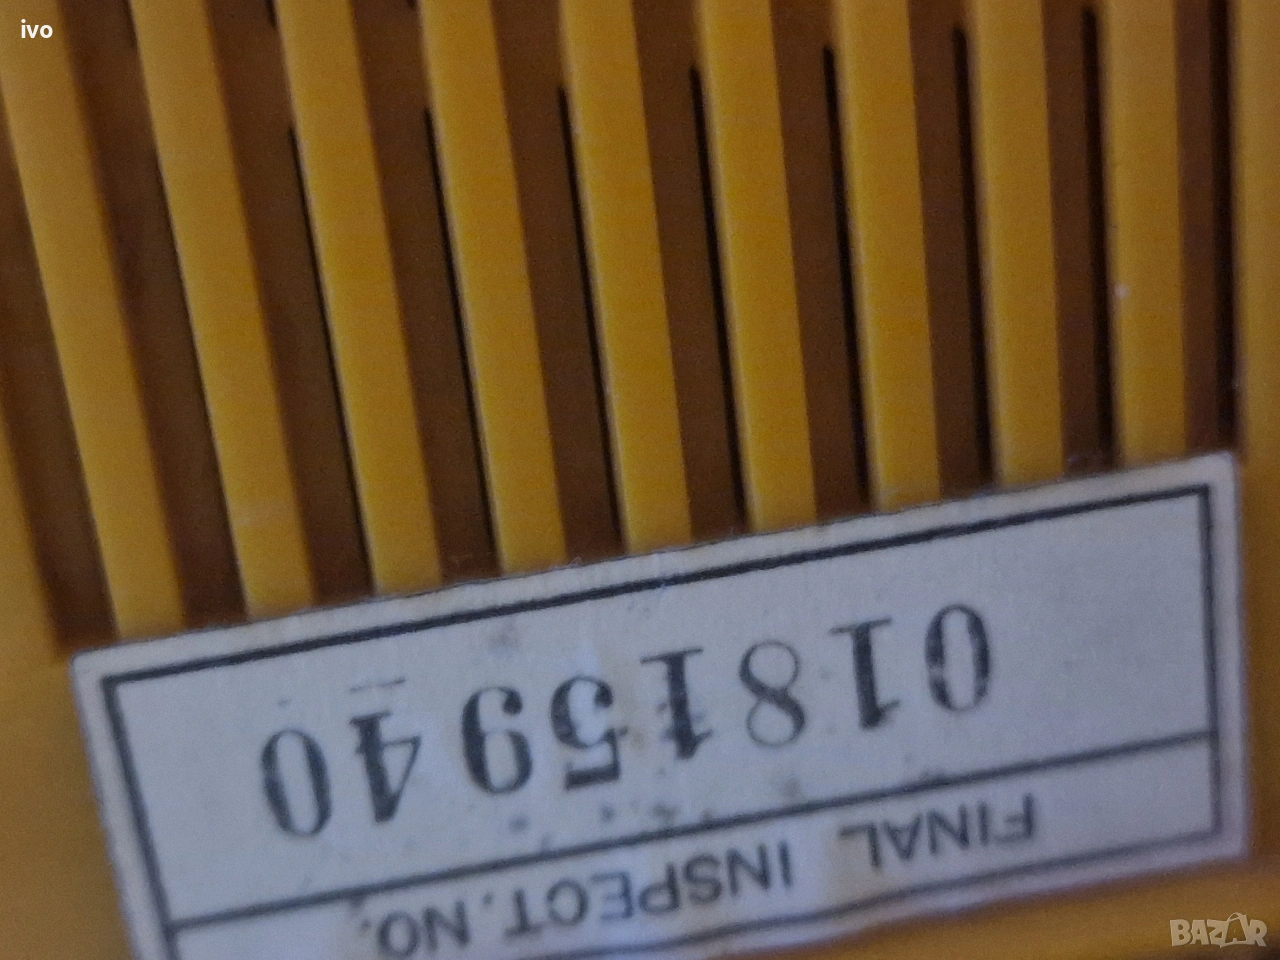 ivo
FINAL INSPECT. NO.
01815940
BAZAR